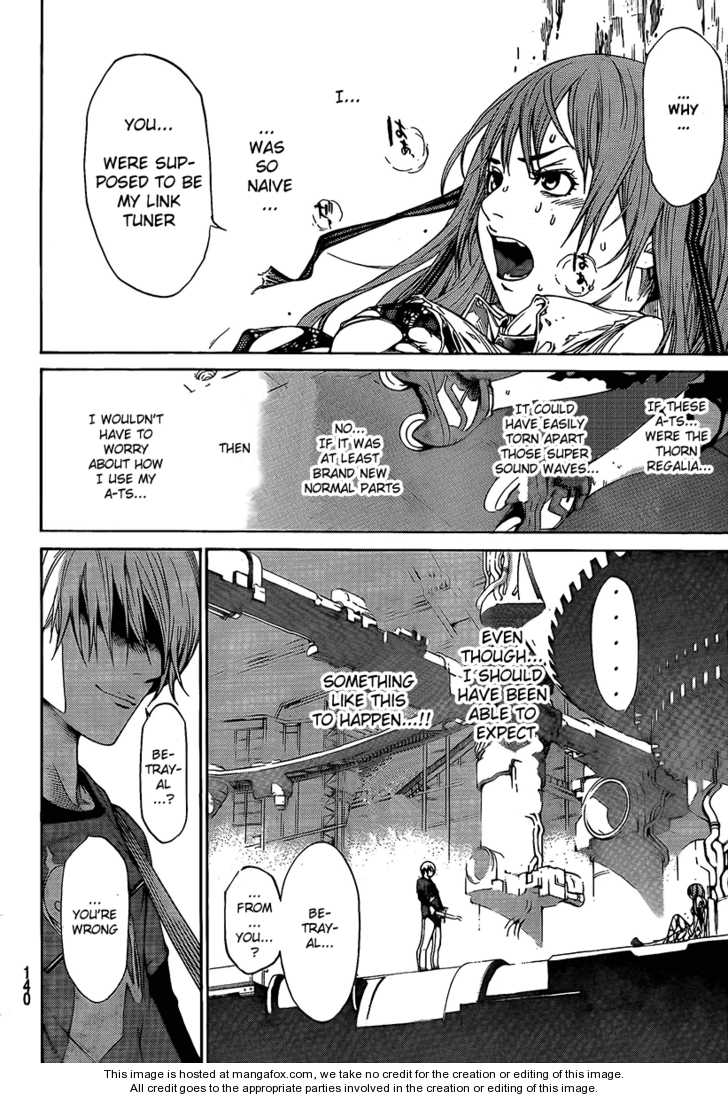 WHY
...
I...
...
WAS
SO
NAIVE
...
YOU...
WERE SUP-
POSED TO BE
MY LINK
TUNER
IF THESE
A-TS...
WERE THE
THORN
REGALIA...
IT COULD
HAVE EASILY
TORN APART
THOSE SUPER
SOUND WAVES...
NO...
IF IT WAS
AT LEAST
BRAND NEW
NORMAL PARTS
THEN
I WOULDN'T
HAVE TO
WORRY
ABOUT HOW
I USE MY
A-TS...
EVEN
THOUGH...
I SHOULD
HAVE BEEN
ABLE TO
EXPECT
SOMETHING
LIKE THIS
TO HAPPEN...!!
BE-
TRAY-
AL...
...
FROM
...
YOU...?
BE-
TRAY-
AL
...?
...
YOU'RE
WRONG
140
This image is hosted at mangafox.com, we take no credit for the creation or editing of this image.
All credit goes to the appropriate parties involved in the creation or editing of this image.